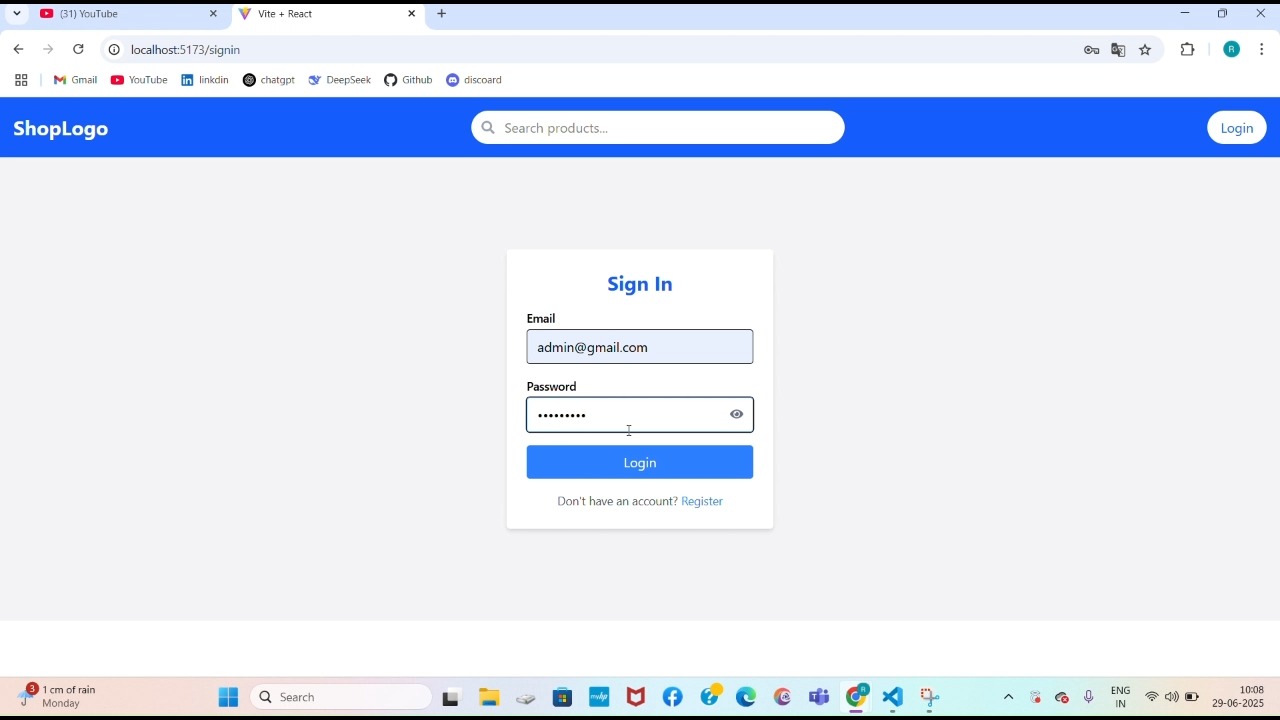 (31) YouTube
Vite + React
localhost:5173/signin
R
Gmail
YouTube
linkdin
chatgpt
DeepSeek
Github
discoard
ShopLogo
Search products...
Login
Sign In
Email
admin@gmail.com
Password
•••••••••
Login
Don't have an account? Register
3
1 cm of rain
Monday
Search
myhp
R
ENG
IN
10:08
29-06-2025